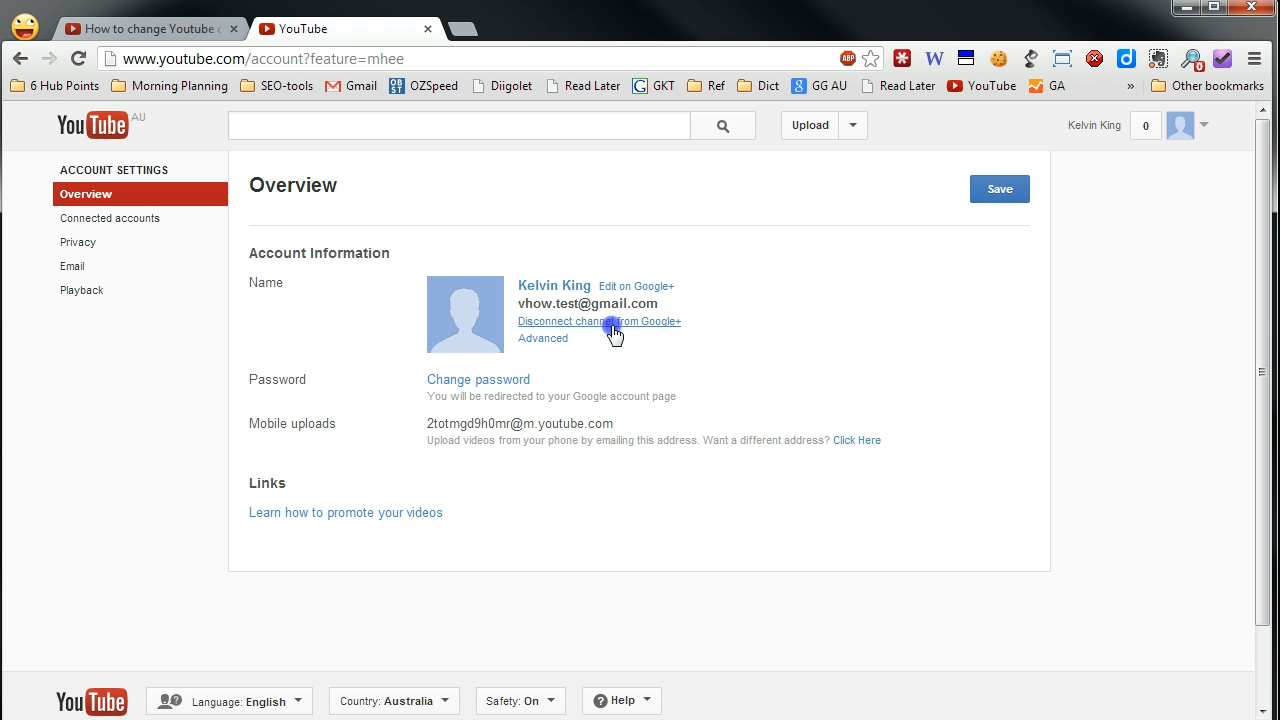 How to change Youtube c
YouTube
www.youtube.com/account?feature=mhee
ABP
W
0
6 Hub Points
Morning Planning
SEO-tools
Gmail
OZSpeed
Diigolet
Read Later
GKT
Ref
Dict
GG AU
Read Later
YouTube
GA
»
Other bookmarks
YouTube AU
Upload
Kelvin King
0
ACCOUNT SETTINGS
Overview
Connected accounts
Privacy
Email
Playback
Overview
Save
Account Information
Name
Kelvin King Edit on Google+
vhow.test@gmail.com
Disconnect channel from Google+
Advanced
Password
Change password
You will be redirected to your Google account page
Mobile uploads
2totmgd9h0mr@m.youtube.com
Upload videos from your phone by emailing this address. Want a different address? Click Here
Links
Learn how to promote your videos
YouTube
Language: English
Country: Australia
Safety: On
Help